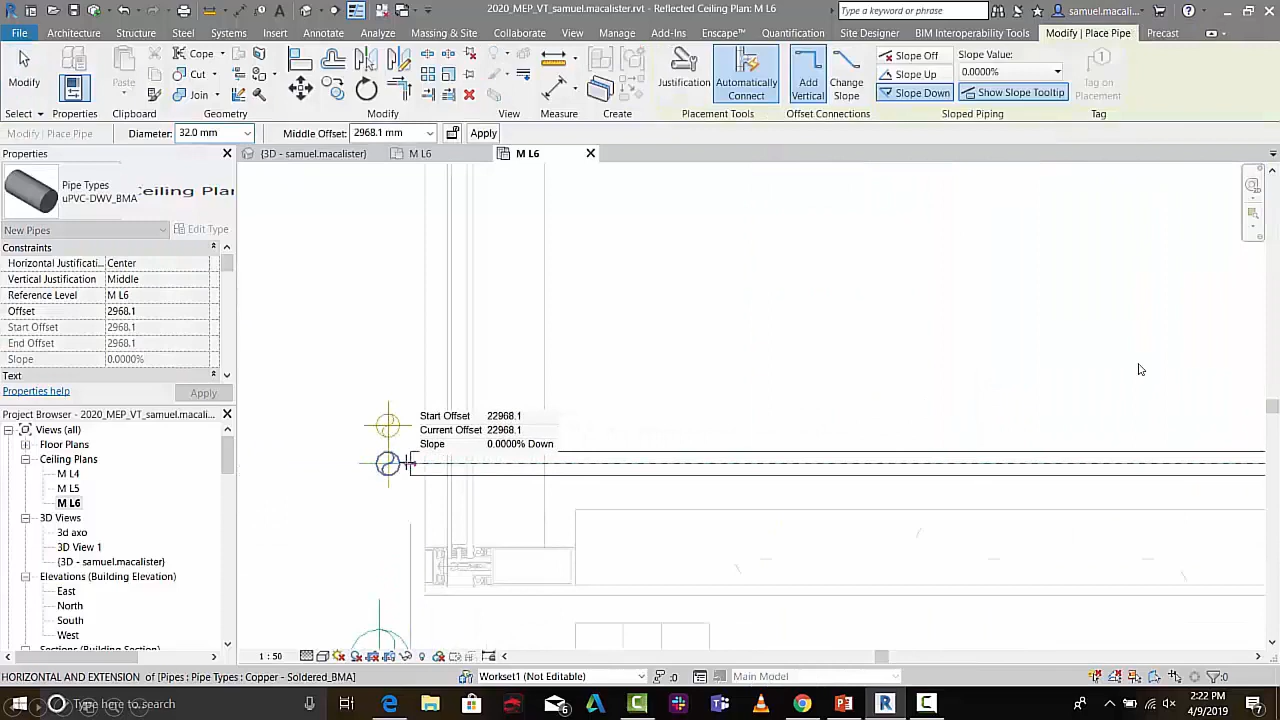 2020_MEP_VT_samuel.macalister.rvt - Reflected Ceiling Plan: M L6
Type a keyword or phrase
samuel.macali...
File Architecture Structure Steel Systems Insert Annotate Analyze Massing & Site Collaborate View Manage Add-Ins Enscape™ Quantification Site Designer BIM Interoperability Tools Modify | Place Pipe Precast
Modify
Paste
Cope
Cut
Join
Justification
Automatically
Connect
Add
Vertical
Change
Slope
Slope Off
Slope Up
Slope Down
Slope Value:
0.0000%
Show Slope Tooltip
Tag on
Placement
Select Properties Clipboard Geometry Modify View Measure Create Placement Tools Offset Connections Sloped Piping Tag
Modify | Place Pipe Diameter: 32.0 mm Middle Offset: 2968.1 mm Apply
Properties
{3D - samuel.macalister}
M L6
M L6
Pipe Types
uPVC-DWV_BMA
Ceiling Plan
New Pipes
Edit Type
Constraints
Horizontal Justificati... Center
Vertical Justification Middle
Reference Level M L6
Offset 2968.1
Start Offset 2968.1
End Offset 2968.1
Slope 0.0000%
Text
Properties help
Apply
Project Browser - 2020_MEP_VT_samuel.macali...
Views (all)
Floor Plans
Ceiling Plans
M L4
M L5
M L6
3D Views
3d axo
3D View 1
{3D - samuel.macalister}
Elevations (Building Elevation)
East
North
South
West
Sections (Building Section)
Start Offset 22968.1
Current Offset 22968.1
Slope 0.0000% Down
1 : 50
HORIZONTAL AND EXTENSION of [Pipes : Pipe Types : Copper - Soldered_BMA]
Workset1 (Not Editable)
:0
Main Model
:0
Type here to search
2:22 PM
4/9/2019